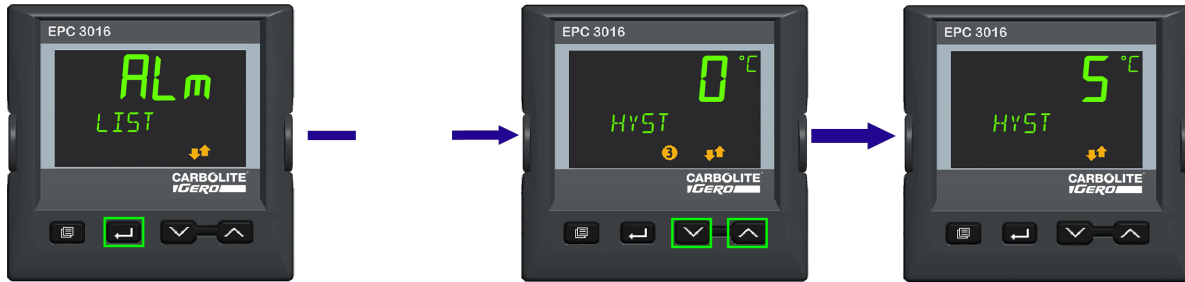 EPC 3016
ALm
LIST
CARBOLITE
GERO
EPC 3016
0 °C
HYST
3
CARBOLITE
GERO
EPC 3016
5 °C
HYST
CARBOLITE
GERO